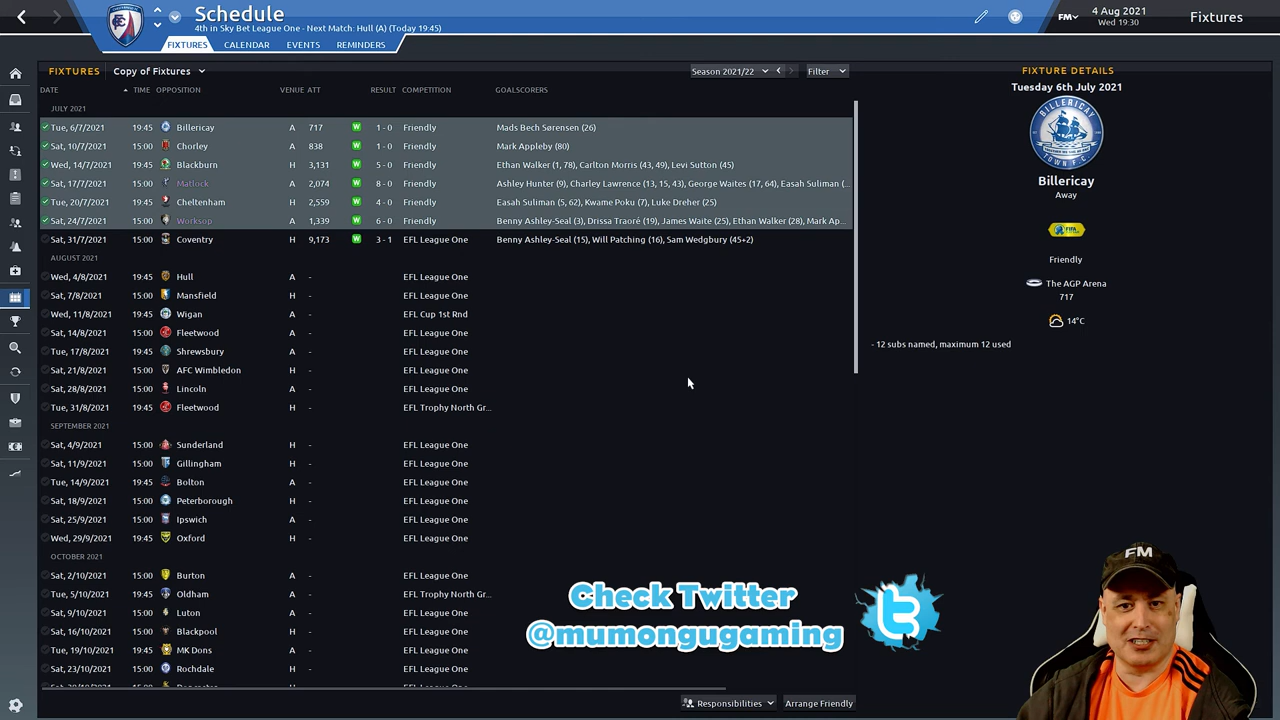 Schedule
4th in Sky Bet League One - Next Match: Hull (A) (Today 19:45)
FM
4 Aug 2021
Wed 19:30
Fixtures
FIXTURES CALENDAR EVENTS REMINDERS
FIXTURES Copy of Fixtures Season 2021/22 Filter
DATE TIME OPPOSITION VENUE ATT RESULT COMPETITION GOALSCORERS
JULY 2021
Tue, 6/7/2021 19:45 Billericay A 717 W 1 - 0 Friendly Mads Bech Sørensen (26)
Sat, 10/7/2021 15:00 Chorley A 838 W 1 - 0 Friendly Mark Appleby (80)
Wed, 14/7/2021 19:45 Blackburn H 3,131 W 5 - 0 Friendly Ethan Walker (1, 78), Carlton Morris (43, 49), Levi Sutton (45)
Sat, 17/7/2021 15:00 Matlock A 2,074 W 8 - 0 Friendly Ashley Hunter (9), Charley Lawrence (13, 15, 43), George Waites (17, 64), Easah Suliman (...
Tue, 20/7/2021 19:45 Cheltenham H 2,559 W 4 - 0 Friendly Easah Suliman (5, 62), Kwame Poku (7), Luke Dreher (25)
Sat, 24/7/2021 15:00 Worksop A 1,339 W 6 - 0 Friendly Benny Ashley-Seal (3), Drissa Traoré (19), James Waite (25), Ethan Walker (28), Mark Ap...
Sat, 31/7/2021 15:00 Coventry H 9,173 W 3 - 1 EFL League One Benny Ashley-Seal (15), Will Patching (16), Sam Wedgbury (45+2)
AUGUST 2021
Wed, 4/8/2021 19:45 Hull A - EFL League One
Sat, 7/8/2021 15:00 Mansfield H - EFL League One
Wed, 11/8/2021 19:45 Wigan A - EFL Cup 1st Rnd
Sat, 14/8/2021 15:00 Fleetwood A - EFL League One
Tue, 17/8/2021 19:45 Shrewsbury A - EFL League One
Sat, 21/8/2021 15:00 AFC Wimbledon H - EFL League One
Sat, 28/8/2021 15:00 Lincoln A - EFL League One
Tue, 31/8/2021 19:45 Fleetwood H - EFL Trophy North Gr...
SEPTEMBER 2021
Sat, 4/9/2021 15:00 Sunderland H - EFL League One
Sat, 11/9/2021 15:00 Gillingham H - EFL League One
Tue, 14/9/2021 19:45 Bolton A - EFL League One
Sat, 18/9/2021 15:00 Peterborough H - EFL League One
Sat, 25/9/2021 15:00 Ipswich A - EFL League One
Wed, 29/9/2021 19:45 Oxford H - EFL League One
OCTOBER 2021
Sat, 2/10/2021 15:00 Burton A - EFL League One
Tue, 5/10/2021 19:45 Oldham A - EFL Trophy North Gr...
Sat, 9/10/2021 15:00 Luton H - EFL League One
Sat, 16/10/2021 15:00 Blackpool H - EFL League One
Tue, 19/10/2021 19:45 MK Dons A - EFL League One
Sat, 23/10/2021 15:00 Rochdale A - EFL League One
Responsibilities Arrange Friendly
FIXTURE DETAILS
Tuesday 6th July 2021
BILLERICAY
TOWN F.C.
Billericay
Away
FIFA
Friendly
The AGP Arena
717
14°C
- 12 subs named, maximum 12 used
Check Twitter
@mumongugaming
FM